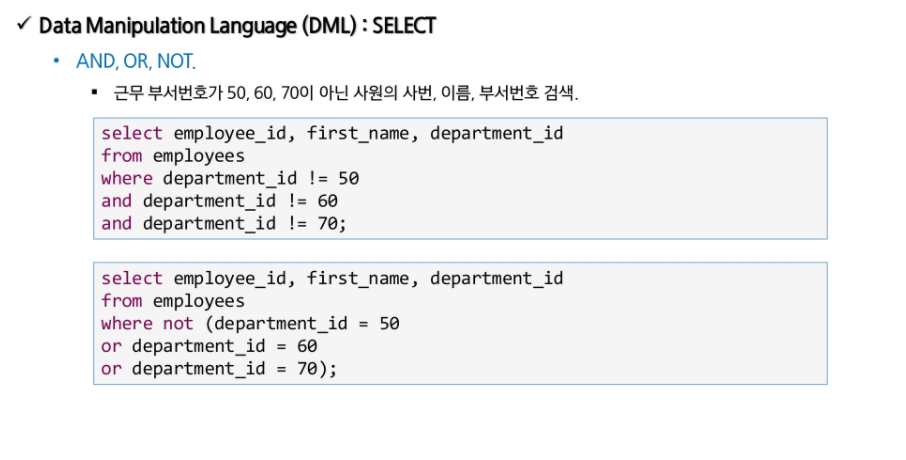 ✓ Data Manipulation Language (DML) : SELECT
• AND, OR, NOT.
▪ 근무 부서번호가 50, 60, 70이 아닌 사원의 사번, 이름, 부서번호 검색.
select employee_id, first_name, department_id
from employees
where department_id != 50
and department_id != 60
and department_id != 70;
select employee_id, first_name, department_id
from employees
where not (department_id = 50
or department_id = 60
or department_id = 70);